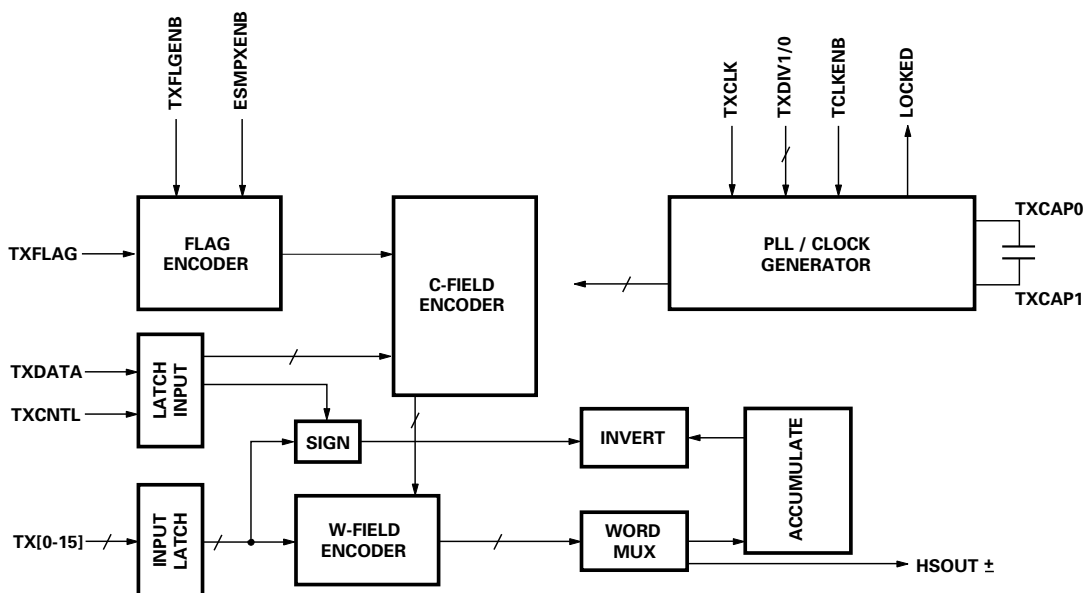 TXFLGENB
ESMPXENB
TXCLK
TXDIV1/0
TCLKENB
LOCKED
TXFLAG
FLAG
ENCODER
C-FIELD
ENCODER
PLL / CLOCK
GENERATOR
TXCAP0
TXCAP1
TXDATA
TXCNTL
LATCH
INPUT
SIGN
INVERT
ACCUMULATE
TX[0-15]
INPUT
LATCH
W-FIELD
ENCODER
WORD
MUX
HSOUT ±